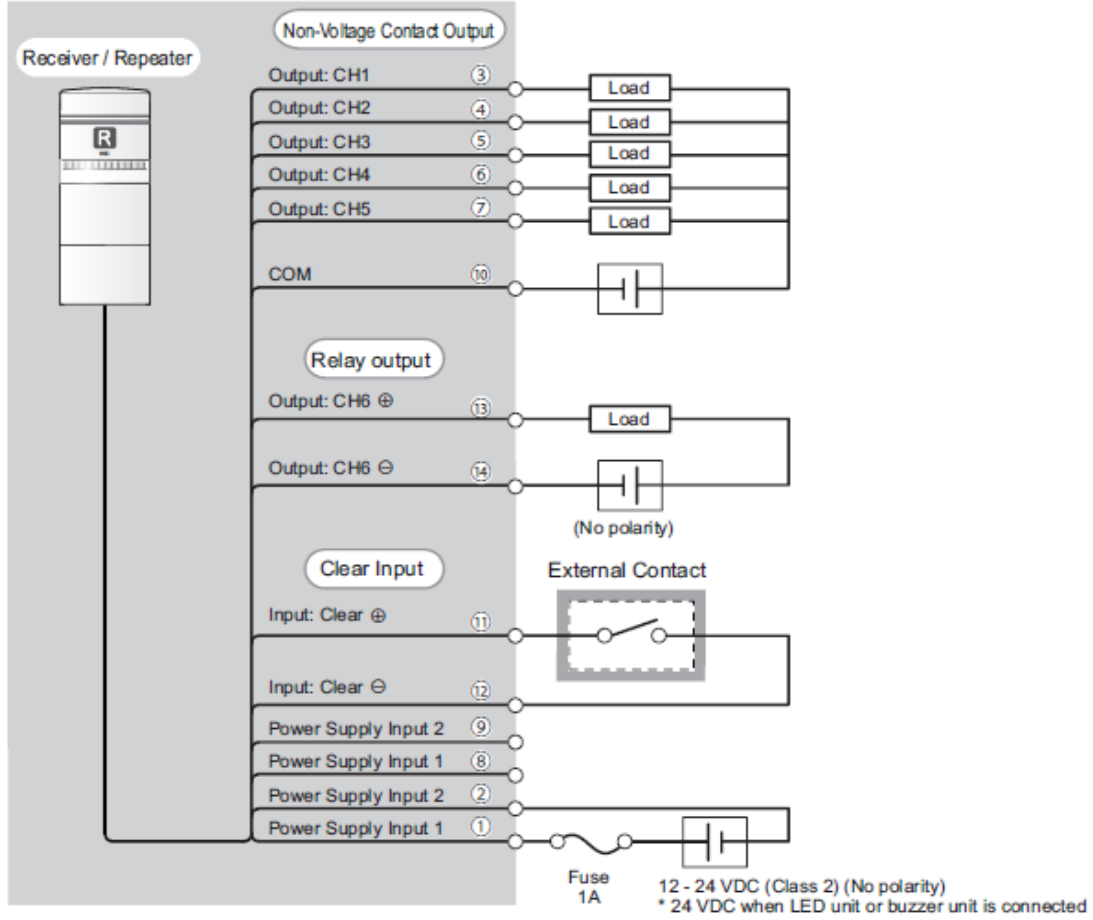 Non-Voltage Contact Output
Receiver / Repeater
Output: CH1 ③
Load
Output: CH2 ④
Load
Output: CH3 ⑤
Load
Output: CH4 ⑥
Load
Output: CH5 ⑦
Load
COM ⑩
Relay output
Output: CH6 ⊕ ⑬
Load
Output: CH6 ⊖ ⑭
(No polarity)
Clear Input
External Contact
Input: Clear ⊕ ⑪
Input: Clear ⊖ ⑫
Power Supply Input 2 ⑨
Power Supply Input 1 ⑧
Power Supply Input 2 ②
Power Supply Input 1 ①
Fuse
1A
12 - 24 VDC (Class 2) (No polarity)
* 24 VDC when LED unit or buzzer unit is connected
R